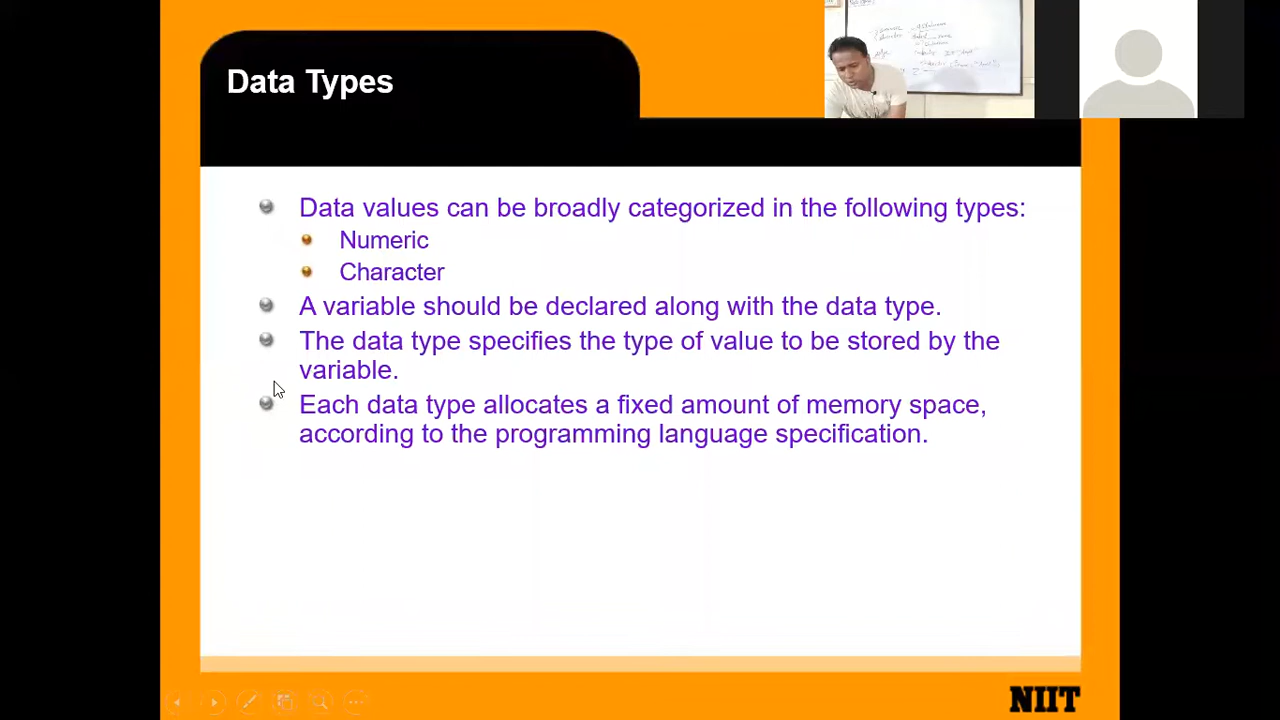 Data Types
Data values can be broadly categorized in the following types:
Numeric
Character
A variable should be declared along with the data type.
The data type specifies the type of value to be stored by the
variable.
Each data type allocates a fixed amount of memory space,
according to the programming language specification.
NIIT